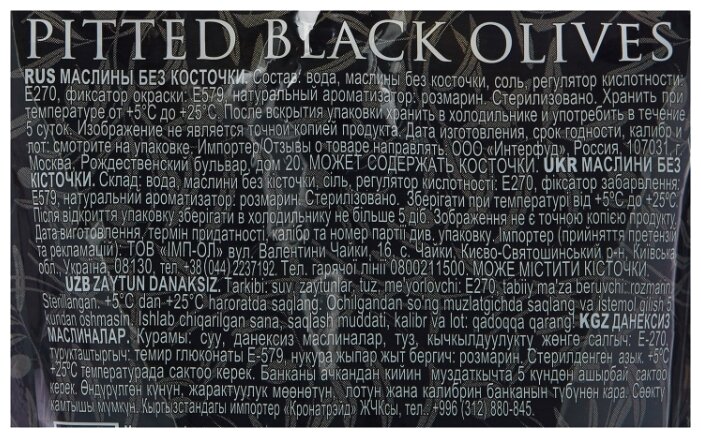 PITTED BLACK OLIVES
RUS МАСЛИНЫ БЕЗ КОСТОЧКИ. Состав: вода, маслины без косточки, соль, регулятор кислотности:
E270, фиксатор окраски: E579, натуральный ароматизатор: розмарин. Стерилизовано. Хранить при
температуре от +5°C до +25°C. После вскрытия упаковки хранить в холодильнике и употребить в течение
5 суток. Изображение не является точной копией продукта. Дата изготовления, срок годности, калибр и
лот: смотрите на упаковке. Импортер/Отзывы о товаре направлять: ООО «Интерфуд», Россия, 107031, г.
Москва, Рождественский бульвар, дом 20 МОЖЕТ СОДЕРЖАТЬ КОСТОЧКИ. UKR МАСЛИНИ БЕЗ
КІСТОЧКИ. Склад: вода, маслини без кісточки, сіль, регулятор кислотності: E270, фіксатор забарвлення:
E579, натуральний ароматизатор: розмарин. Стерилізовано. Зберігати при температурі від +5°C до +25°C.
Після відкриття упаковку зберігати в холодильнику не більше 5 діб. Зображення не є точною копією продукту.
Дата виготовлення, термін придатності, калібр та номер партії див. упаковку. Імпортер (прийняття претензій
та рекламацій) - ТОВ «ІМП-ОЛ» вул. Валентини Чайки, 16, с. Чайки, Києво-Святошинський р-н, Київська
обл., Україна, 08130, тел. +38 (044) 2237192. Тел. гарячої лінії 0800211500. МОЖЕ МІСТИТИ КІСТОЧКИ.
UZB ZAYTUN DANAKSIZ. Tarkibi: suv, zaytunlar, tuz, me'yorlovchi: E270, tabiiy ma'za beruvchi: rozmarin
Sterillangan. +5°C dan +25°C haroratda saqlang. Ochilgandan so'ng muzlatgichda saqlang va istemol qilish 5
kundan oshmasin. Ishlab chiqarilgan sana, saqlash muddati, kalibr va lot: qadoqqa qarang! KGZ ДАНЕКСИЗ
МАСЛИНАЛАР. Курамы: суу, данексиз маслиналар, туз, кычкылдуулукту жөнгө салгыч: E-270,
турукташтыргыч: темир глюконаты E-579, нукура жыпар жыт бергич: розмарин. Стерилденген азык. +5°C
+25°C температурада сактоо керек. Банканы ачкандан кийин муздаткычта 5 күндөн ашырбай сактоо
керек. Өндүрүлгөн күнүн, жарактуулук мөөнөтүн, лотун жана калибрин банканын түбүнөн кара. Сөөктү
камтышы мүмкүн. Кыргызстандагы импортер «Кронатрэйд» ЖЧКсы, тел.: +996 (312) 880-845.